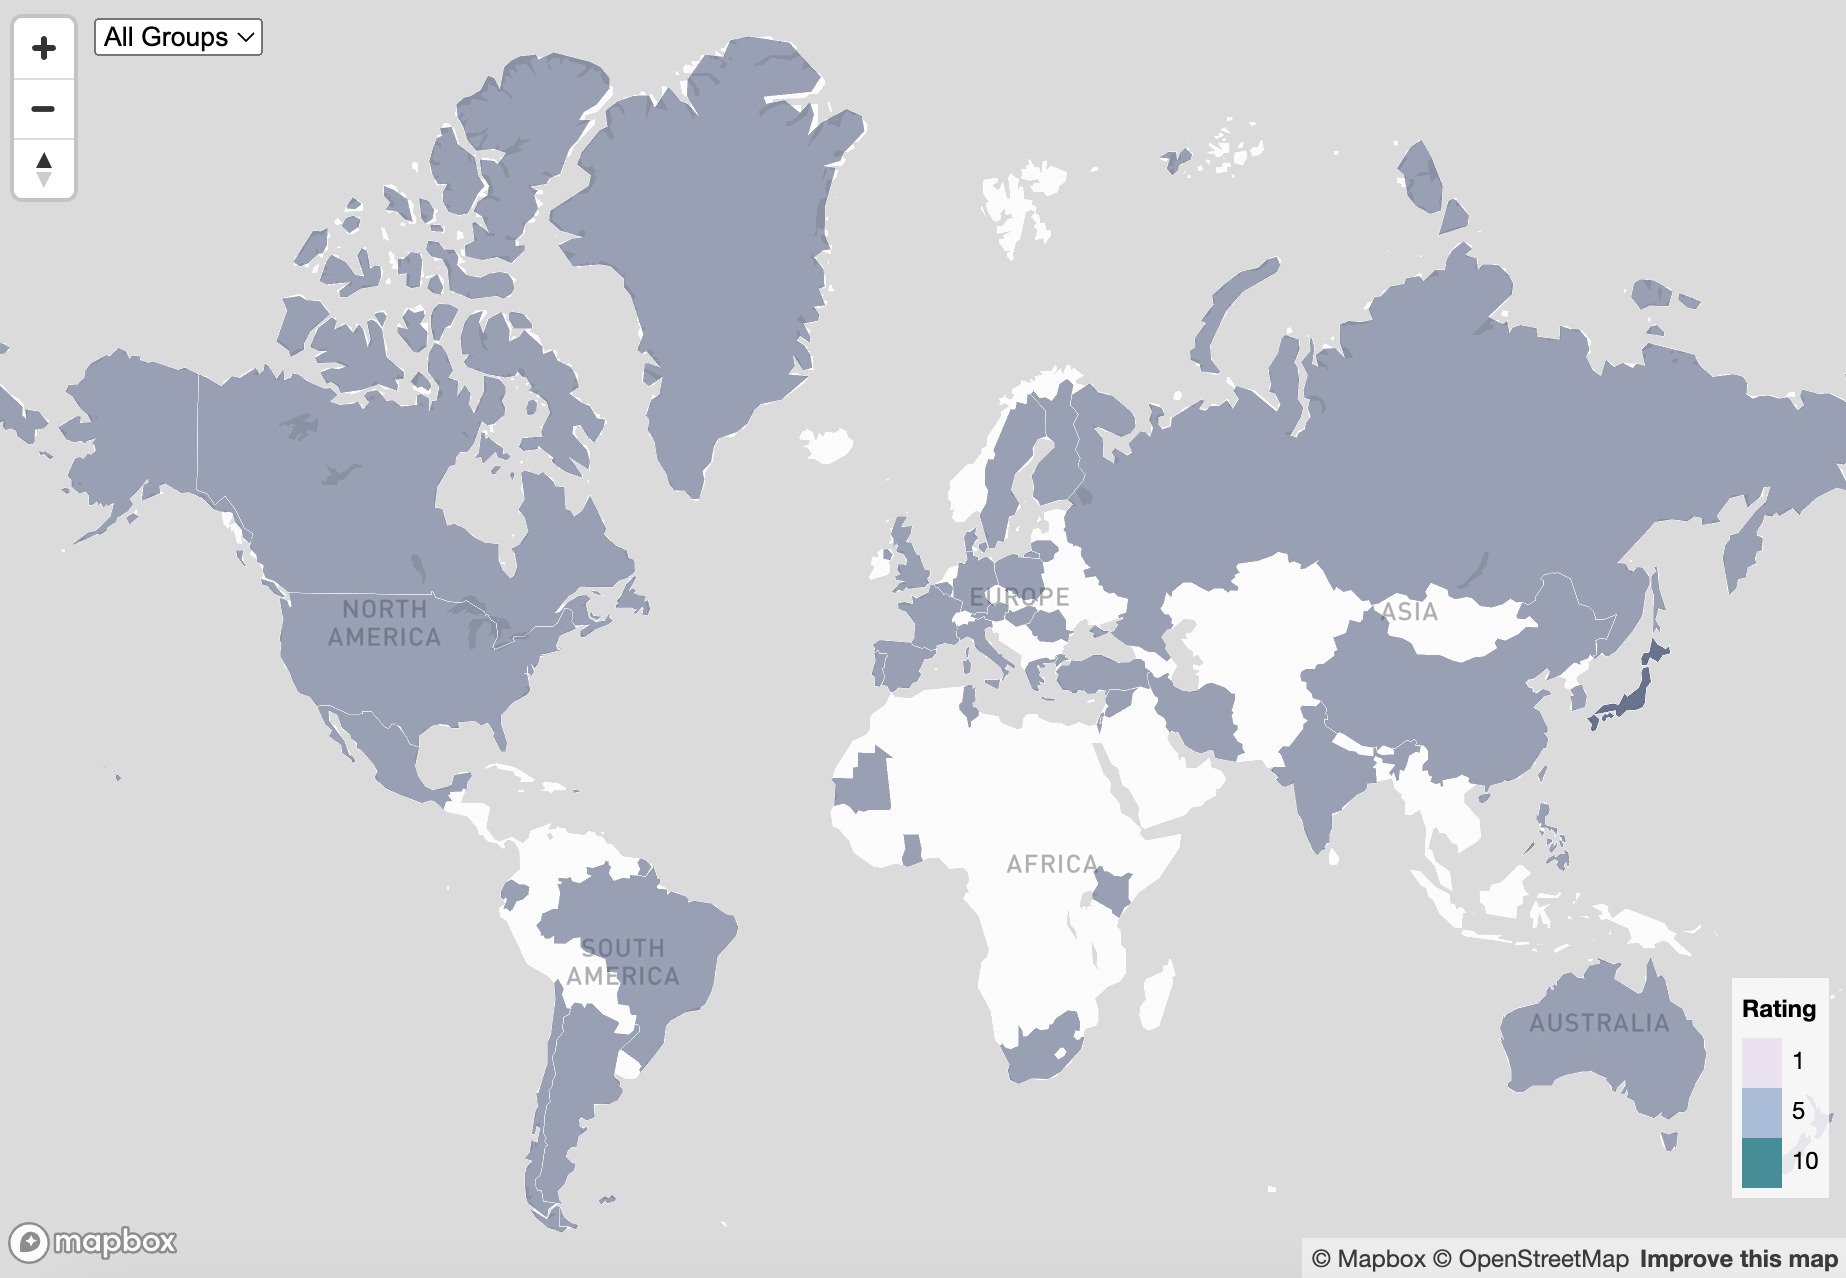 All Groups
NORTH
AMERICA
EUROPE
ASIA
AFRICA
SOUTH
AMERICA
AUSTRALIA
Rating
1
5
10
mapbox
© Mapbox © OpenStreetMap Improve this map